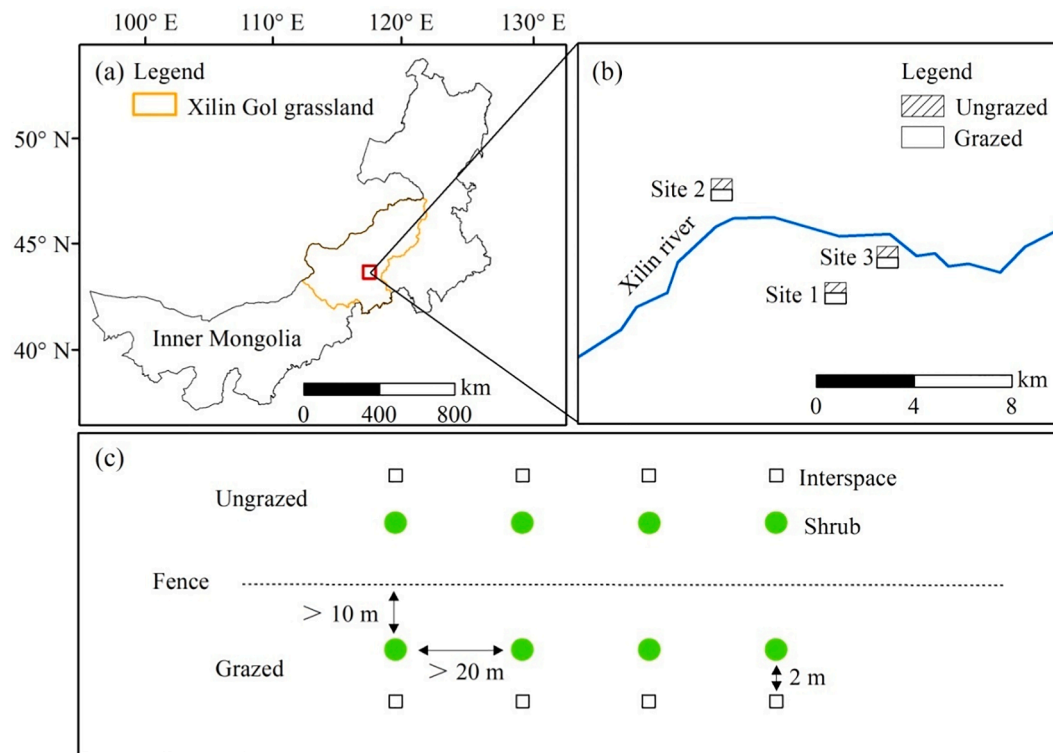 100° E 110° E 120° E 130° E
(a) Legend
Xilin Gol grassland
50° N
45° N
40° N
Inner Mongolia
km
0 400 800
(b) Legend
Ungrazed
Grazed
Site 2
Xilin river
Site 3
Site 1
km
0 4 8
(c)
Ungrazed
Interspace
Shrub
Fence
> 10 m
> 20 m
Grazed
2 m